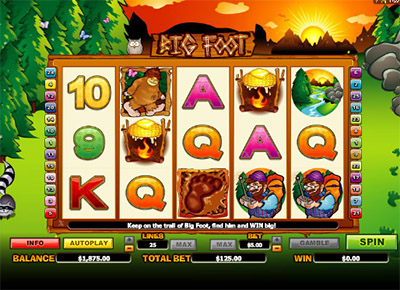 BIG FOOT
10 A A
9 Q Q A Q
K Q
Keep on the trail of Big Foot, find him and WIN big!
LINES BET
INFO AUTOPLAY 25 MAX $5.00 MAX GAMBLE SPIN
BALANCE $1,875.00 TOTAL BET $125.00 WIN $0.00